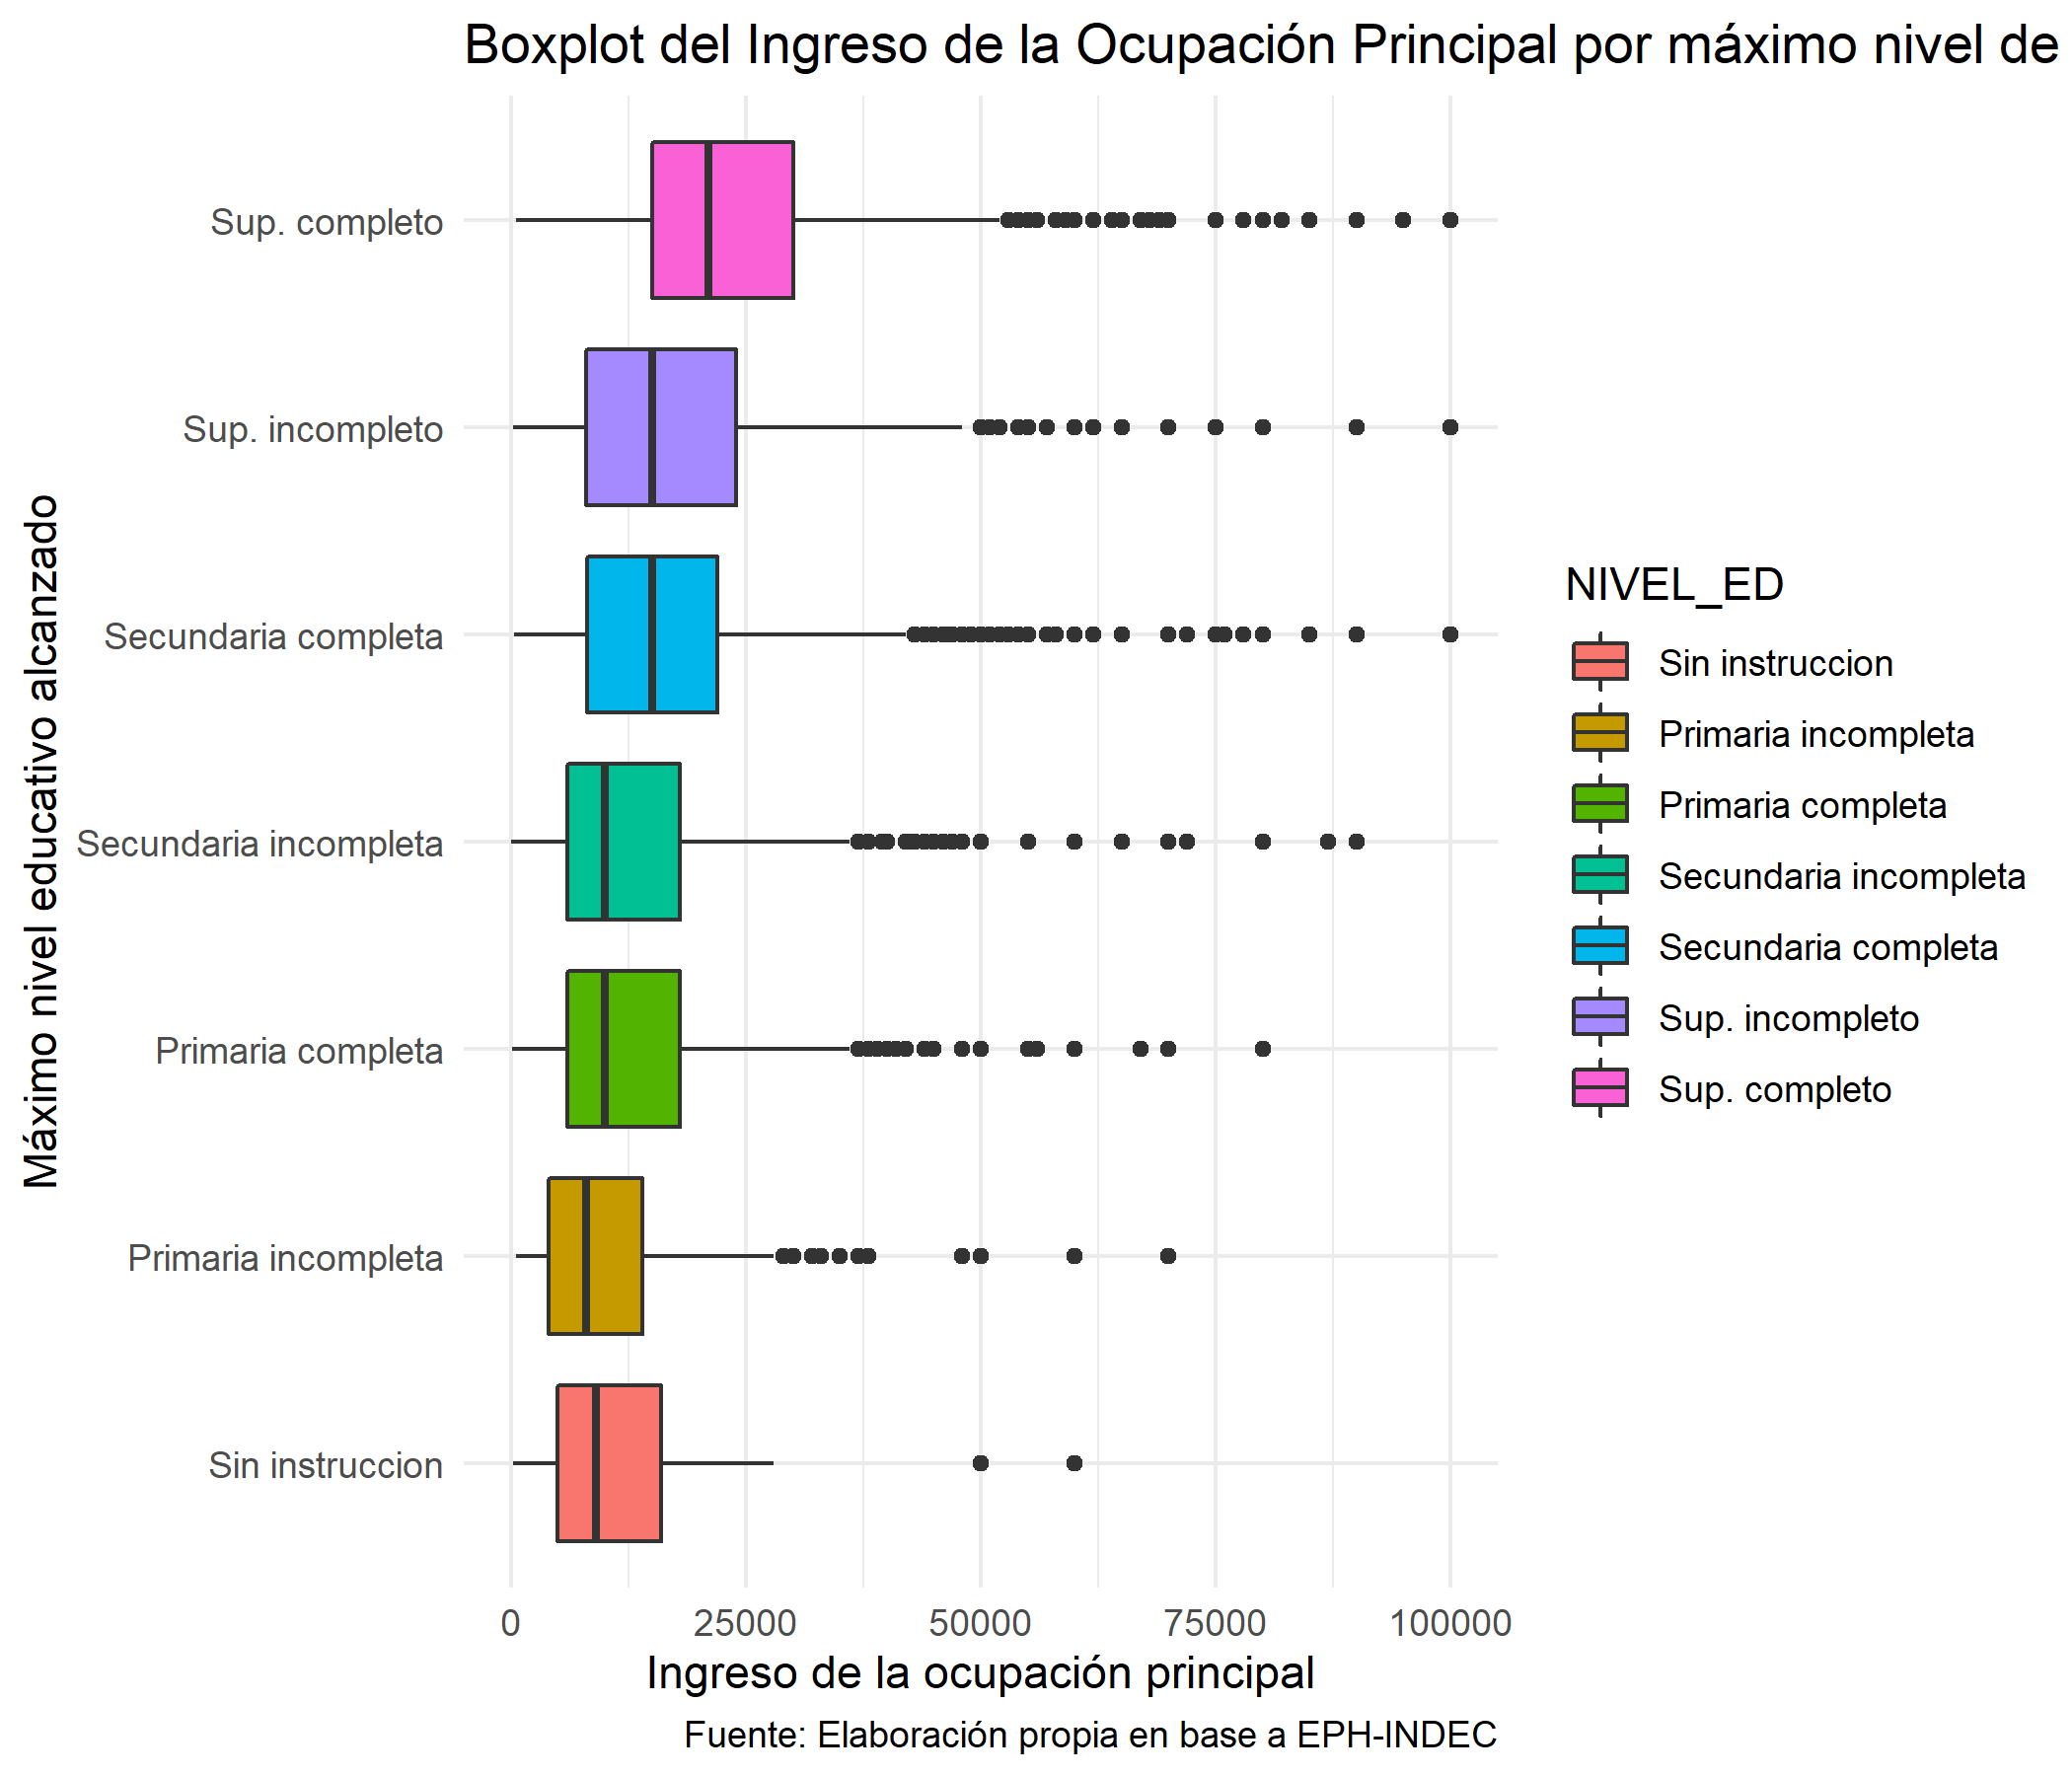 Boxplot del Ingreso de la Ocupación Principal por máximo nivel de
Máximo nivel educativo alcanzado
Sup. completo
Sup. incompleto
Secundaria completa
Secundaria incompleta
Primaria completa
Primaria incompleta
Sin instruccion
0
25000
50000
75000
100000
Ingreso de la ocupación principal
Fuente: Elaboración propia en base a EPH-INDEC
NIVEL_ED
Sin instruccion
Primaria incompleta
Primaria completa
Secundaria incompleta
Secundaria completa
Sup. incompleto
Sup. completo